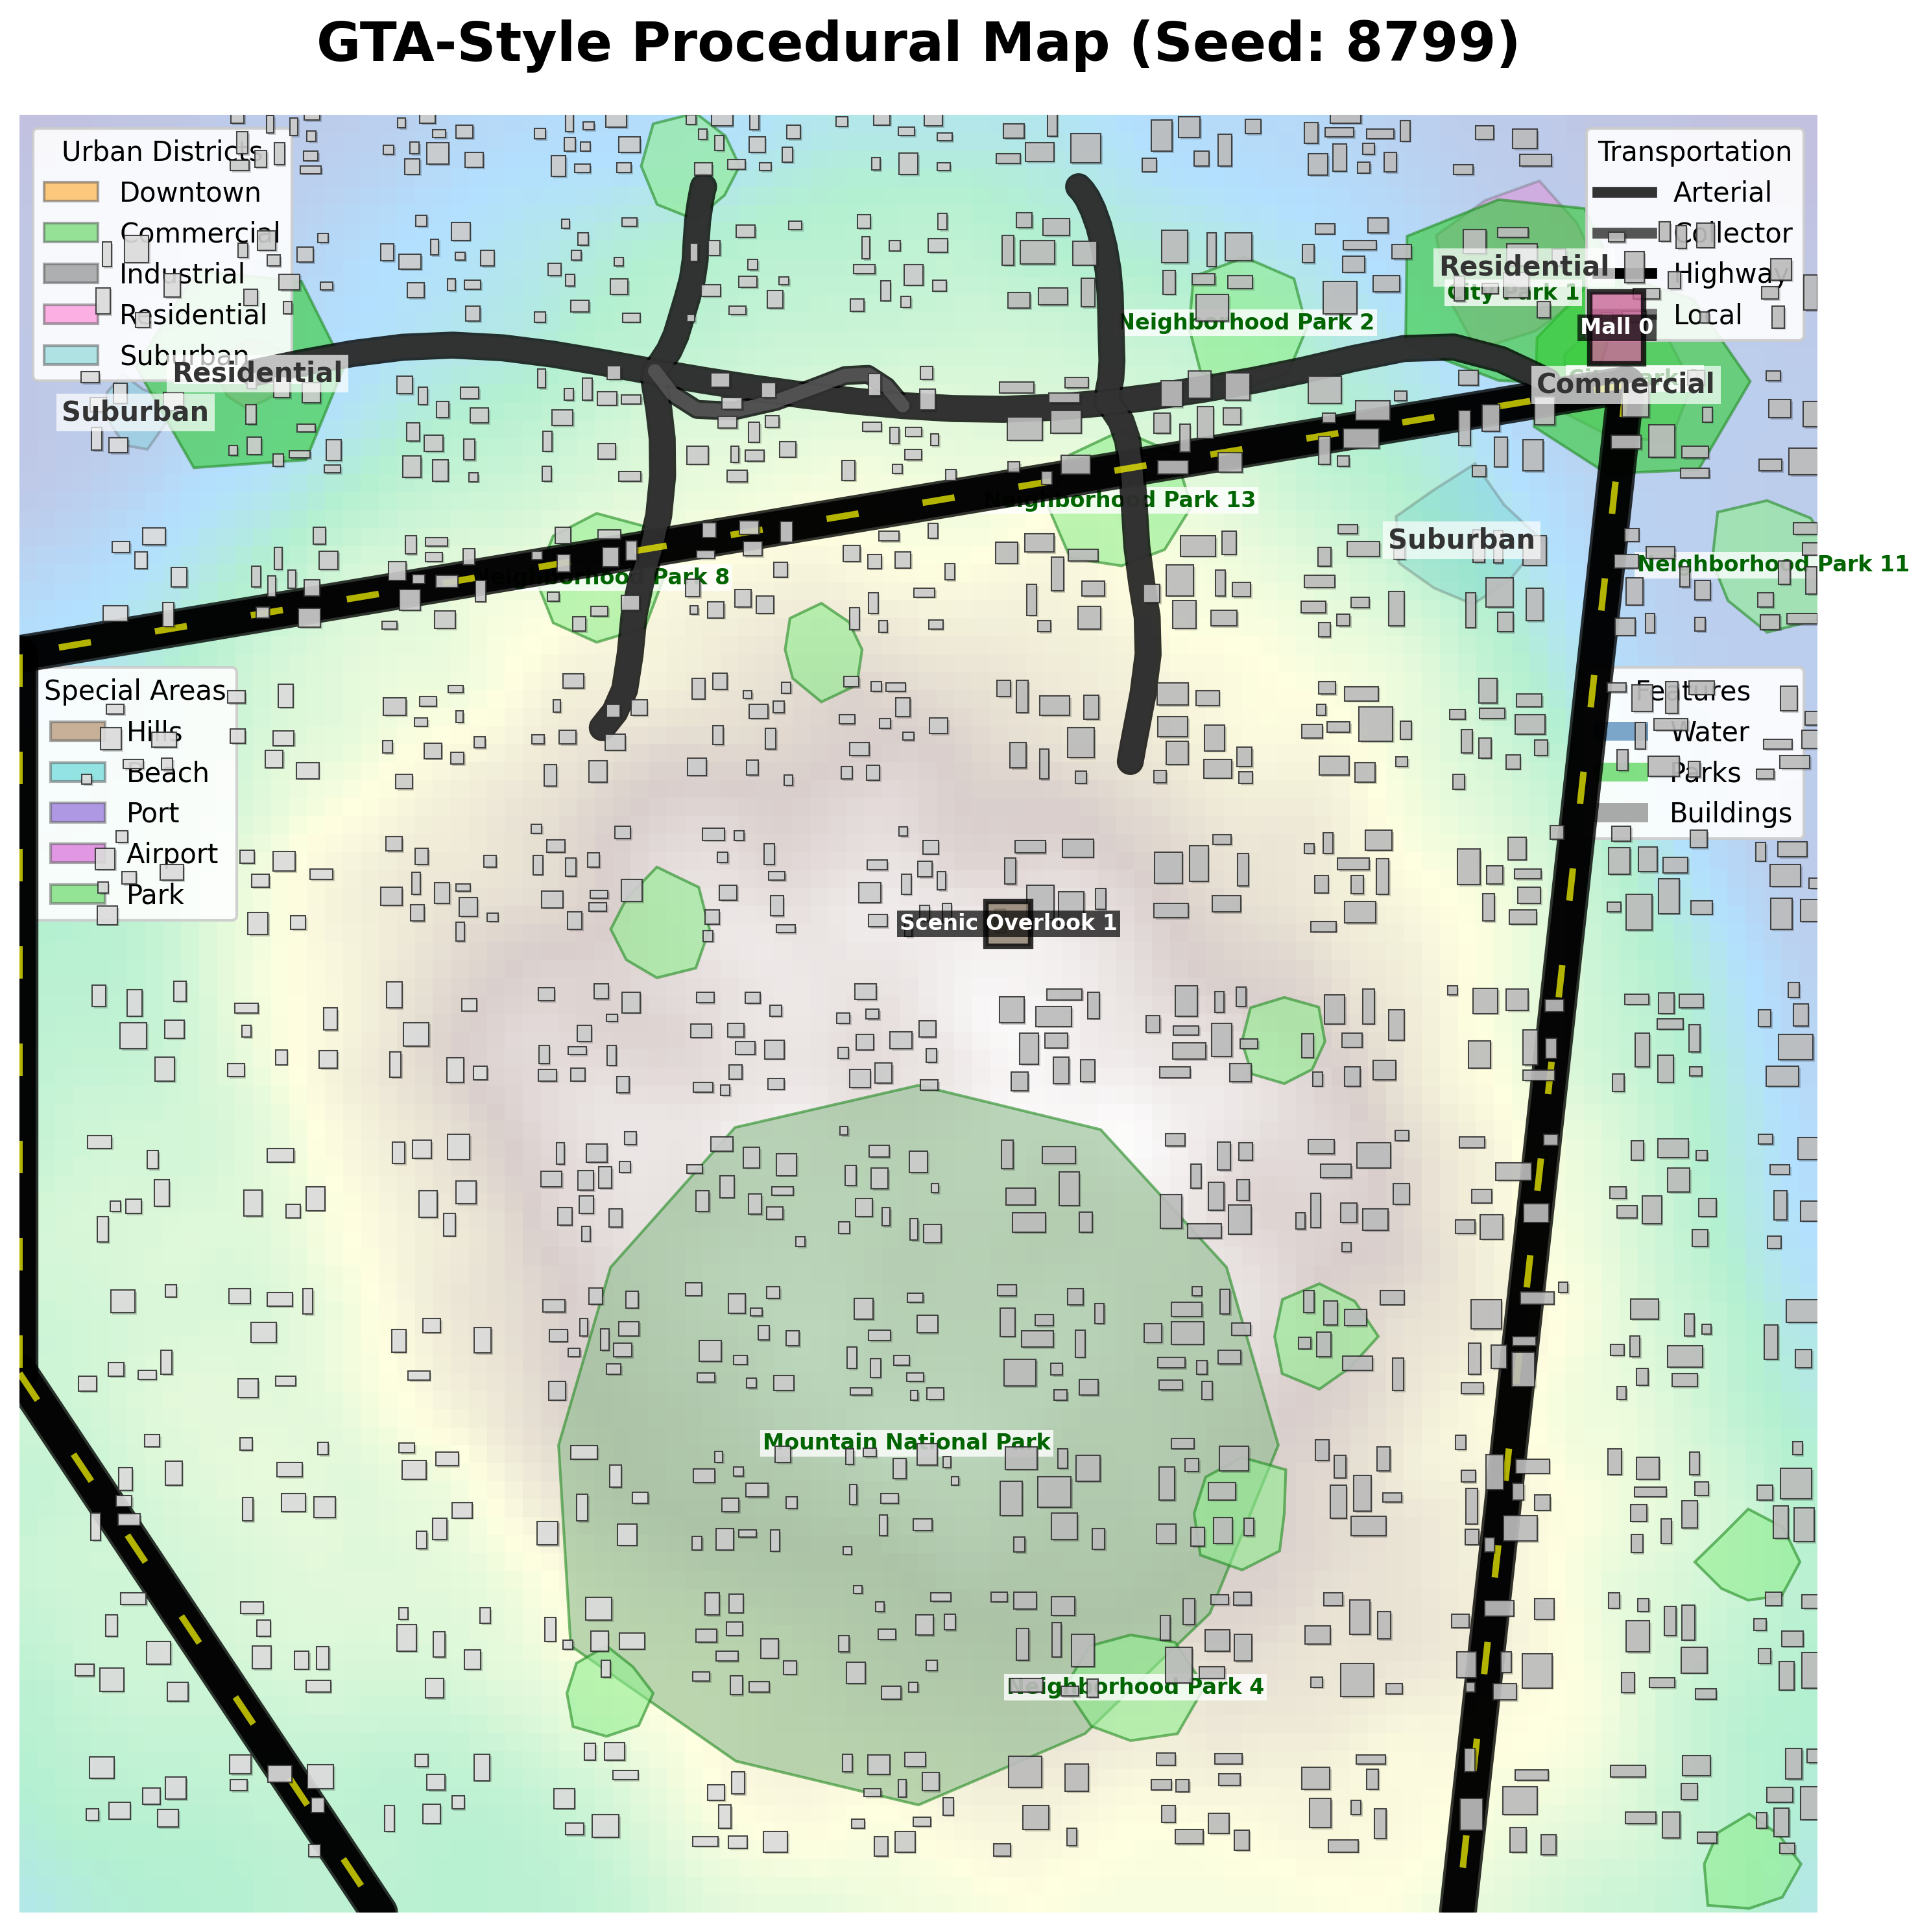 GTA-Style Procedural Map (Seed: 8799)
Urban Districts
Downtown
Commercial
Industrial
Residential
Suburban
Transportation
Arterial
Collector
Highway
Local
Residential
City Park 1
Mall 0
Neighborhood Park 2
Residential
Suburban
Commercial
Neighborhood Park 13
Suburban
Neighborhood Park 11
Neighborhood Park 8
Special Areas
Hills
Beach
Port
Airport
Park
Features
Water
Parks
Buildings
Scenic Overlook 1
Mountain National Park
Neighborhood Park 4